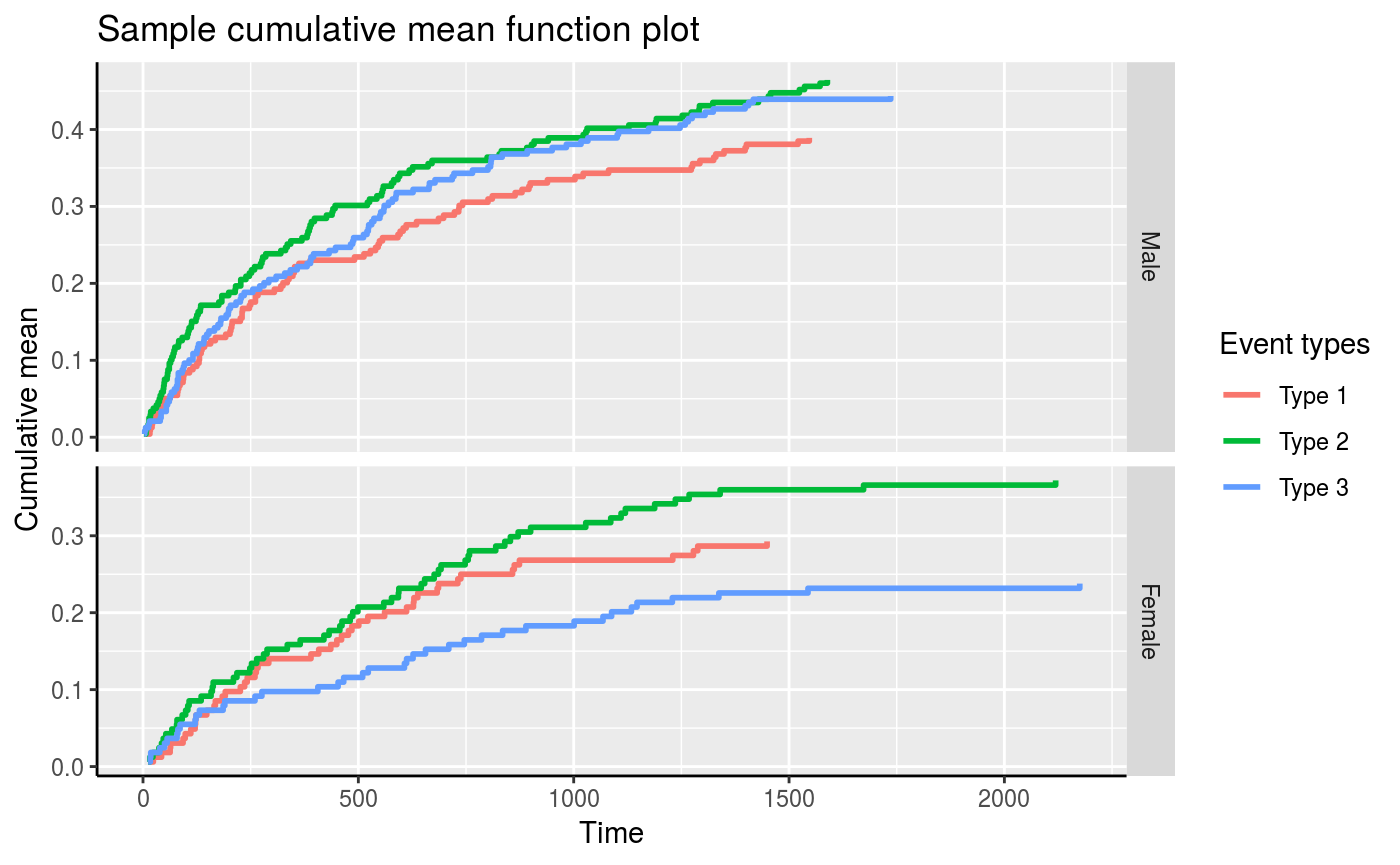 Sample cumulative mean function plot
Cumulative mean
0.4
0.3
0.2
0.1
0.0
Male
0.3
0.2
0.1
0.0
Female
0
500
1000
1500
2000
Time
Event types
Type 1
Type 2
Type 3